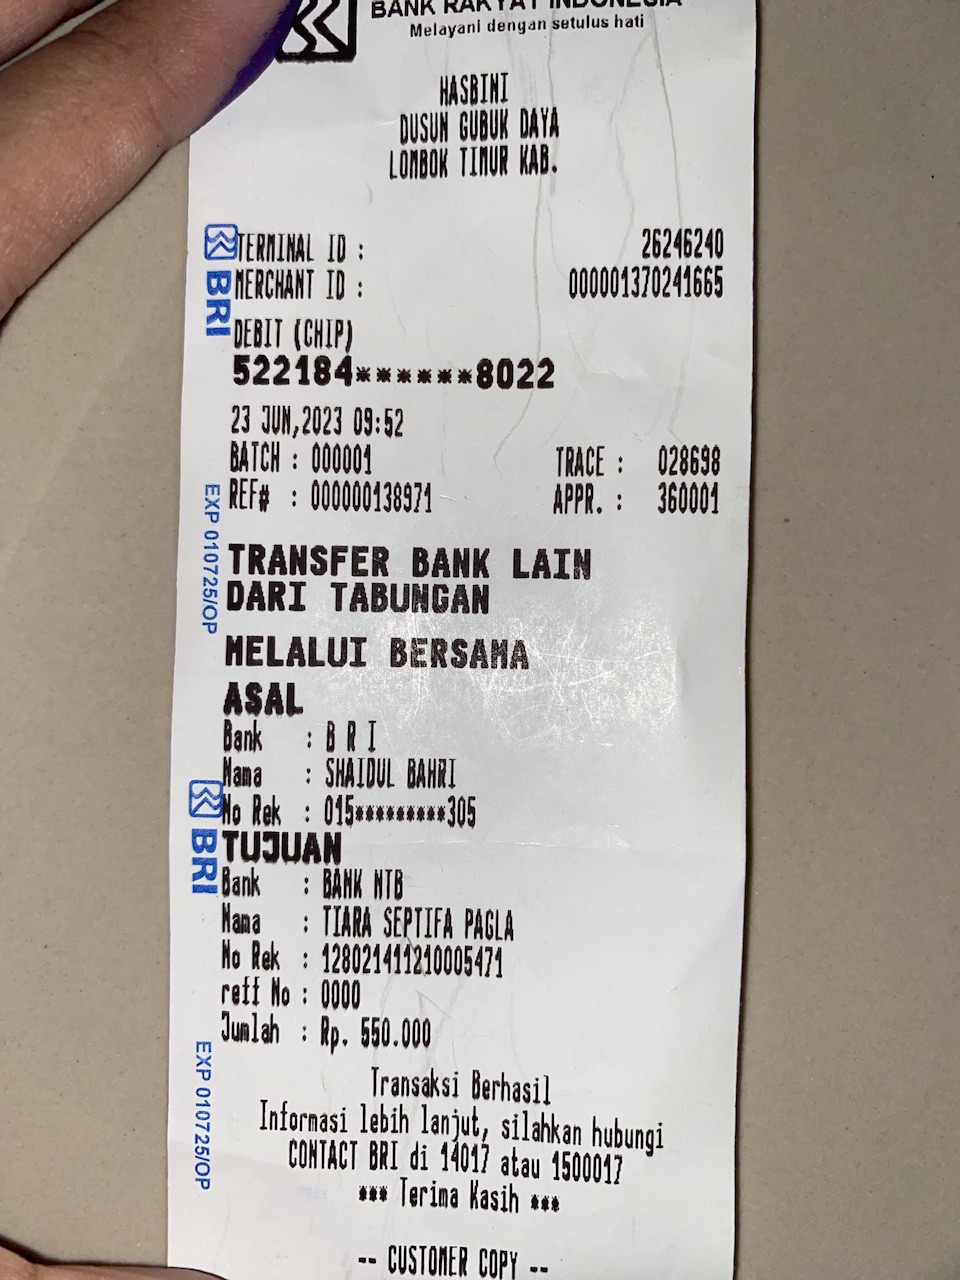 BANK RAKYAT INDONESIA
Melayani dengan setulus hati
HASBINI
DUSUN GUBUK DAYA
LOMBOK TIMUR KAB.
TERMINAL ID : 26246240
MERCHANT ID : 000001370241665
DEBIT (CHIP)
522184******8022
23 JUN,2023 09:52
BATCH : 000001 TRACE : 028698
REF# : 000000138971 APPR. : 360001
TRANSFER BANK LAIN
DARI TABUNGAN
MELALUI BERSAMA
ASAL
Bank : B R I
Nama : SHAIDUL BAHRI
No Rek : 015*********305
TUJUAN
Bank : BANK NTB
Nama : TIARA SEPTIFA PAGLA
No Rek : 128021411210005471
reff No : 0000
Jumlah : Rp. 550.000
Transaksi Berhasil
Informasi lebih lanjut, silahkan hubungi
CONTACT BRI di 14017 atau 1500017
*** Terima Kasih ***
-- CUSTOMER COPY --
BRI
EXP 010725/OP
BRI
EXP 010725/OP